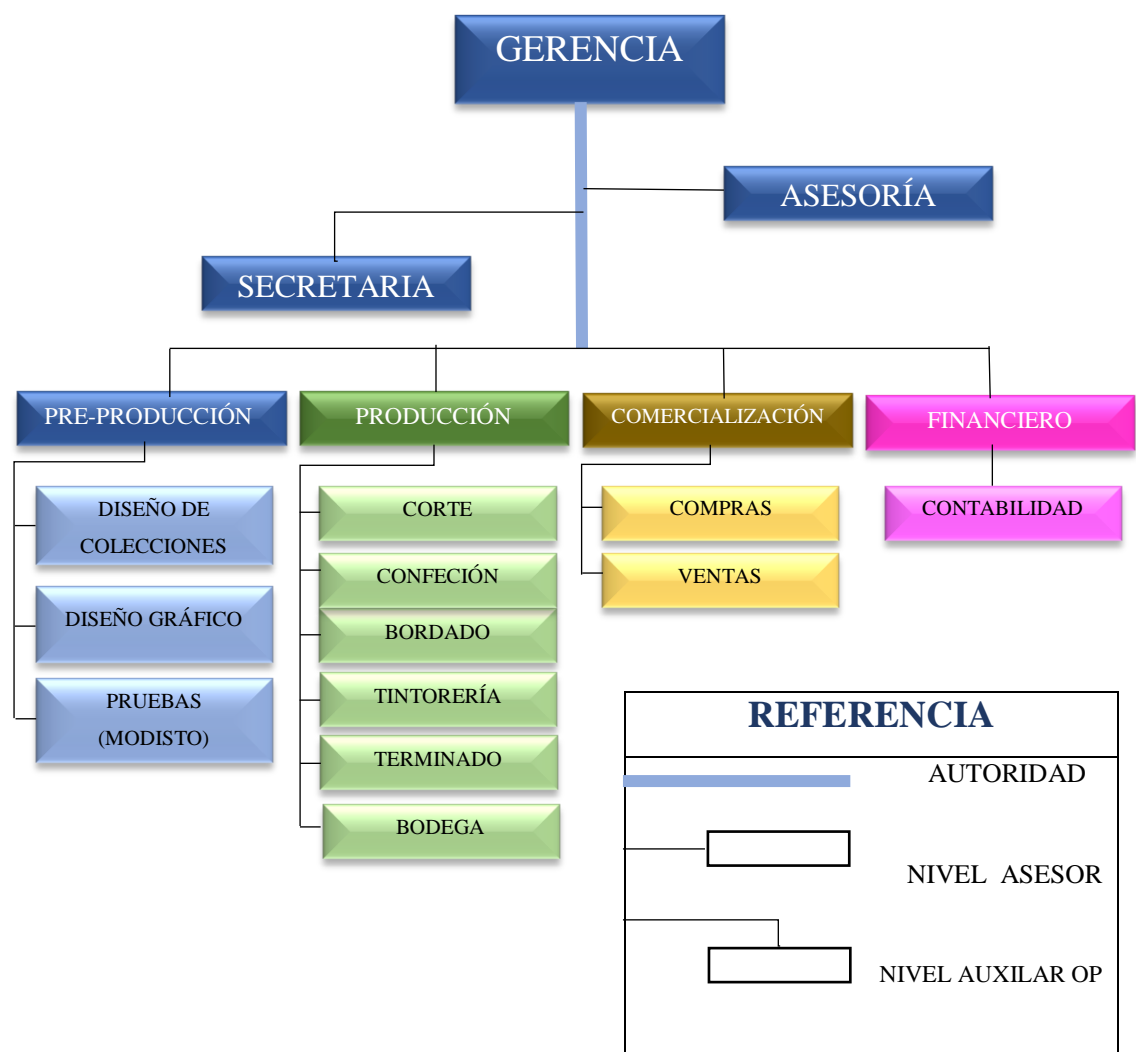 GERENCIA
ASESORÍA
SECRETARIA
PRE-PRODUCCIÓN
PRODUCCIÓN
COMERCIALIZACIÓN
FINANCIERO
DISEÑO DE
COLECCIONES
DISEÑO GRÁFICO
PRUEBAS
(MODISTO)
CORTE
CONFECIÓN
BORDADO
TINTORERÍA
TERMINADO
BODEGA
COMPRAS
VENTAS
CONTABILIDAD
REFERENCIA
AUTORIDAD
NIVEL ASESOR
NIVEL AUXILAR OP